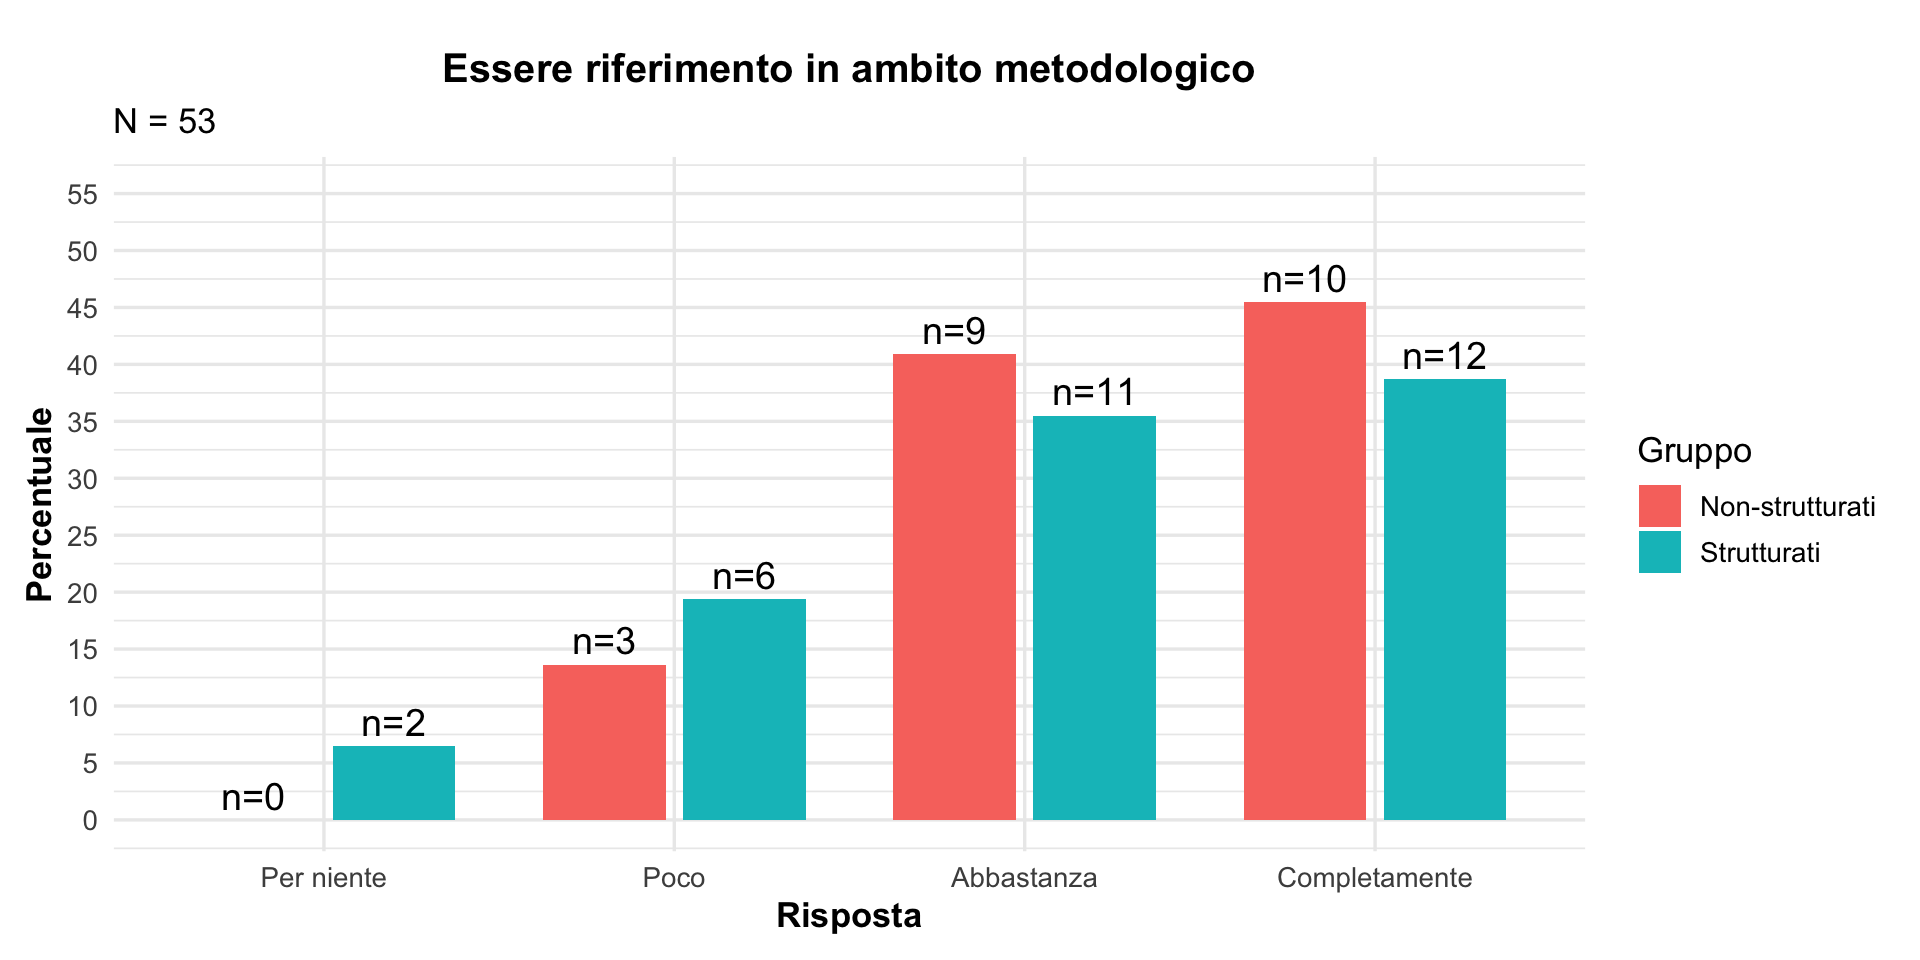 Essere riferimento in ambito metodologico
N = 53
Percentuale
55
50
45
40
35
30
25
20
15
10
5
0
n=0
n=2
n=3
n=6
n=9
n=11
n=10
n=12
Per niente
Poco
Abbastanza
Completamente
Risposta
Gruppo
Non-strutturati
Strutturati